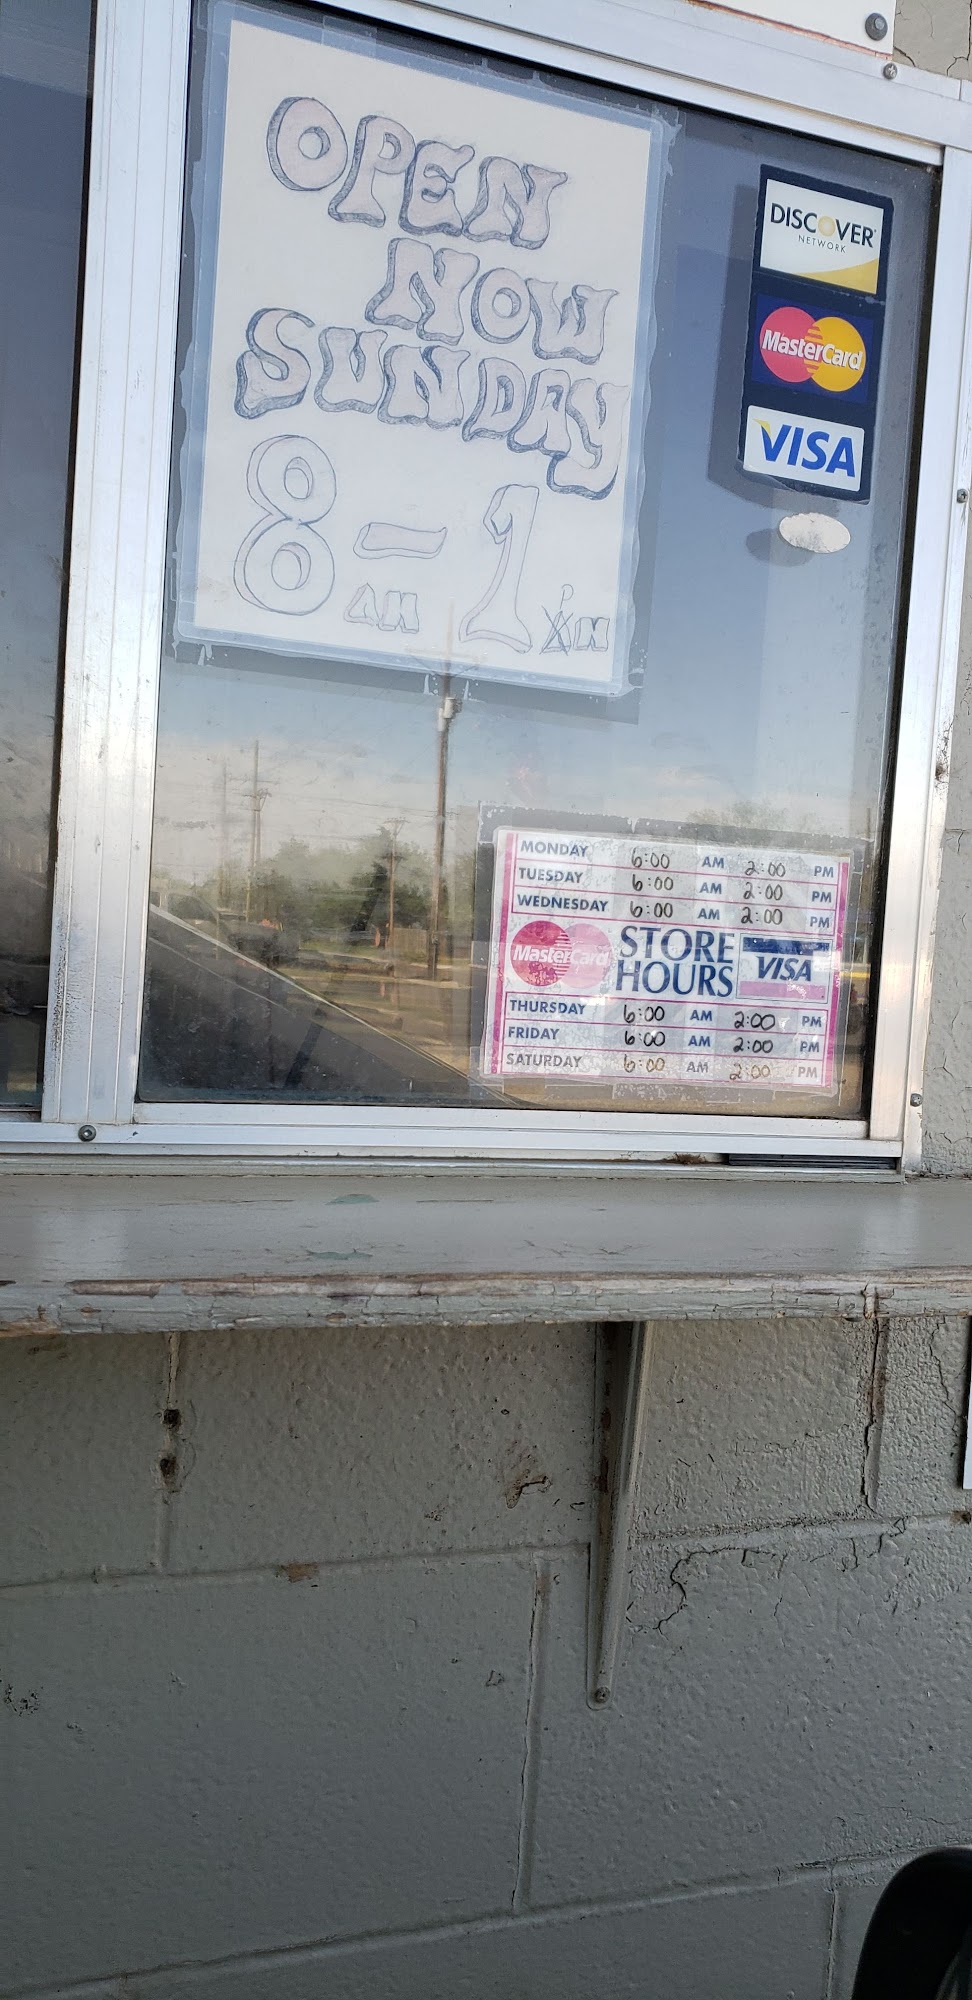 OPEN
NOW
SUNDAY
8 AM - 1 PM
DISCOVER
NETWORK
MasterCard
VISA
MONDAY 6:00 AM 2:00 PM
TUESDAY 6:00 AM 2:00 PM
WEDNESDAY 6:00 AM 2:00 PM
MasterCard STORE HOURS VISA
THURSDAY 6:00 AM 2:00 PM
FRIDAY 6:00 AM 2:00 PM
SATURDAY 6:00 AM 2:00 PM